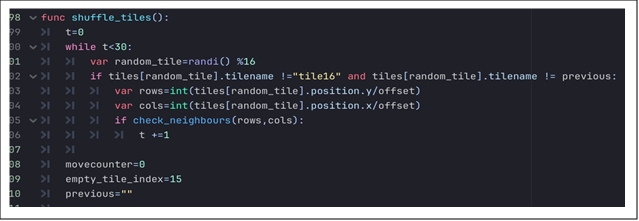 98 func shuffle_tiles():
99 t=0
00 while t<30:
01 var random_tile=randi() %16
02 if tiles[random_tile].tilename !="tile16" and tiles[random_tile].tilename != previous:
03 var rows=int(tiles[random_tile].position.y/offset)
04 var cols=int(tiles[random_tile].position.x/offset)
05 if check_neighbours(rows,cols):
06 t +=1
07
08 movecounter=0
09 empty_tile_index=15
10 previous=""